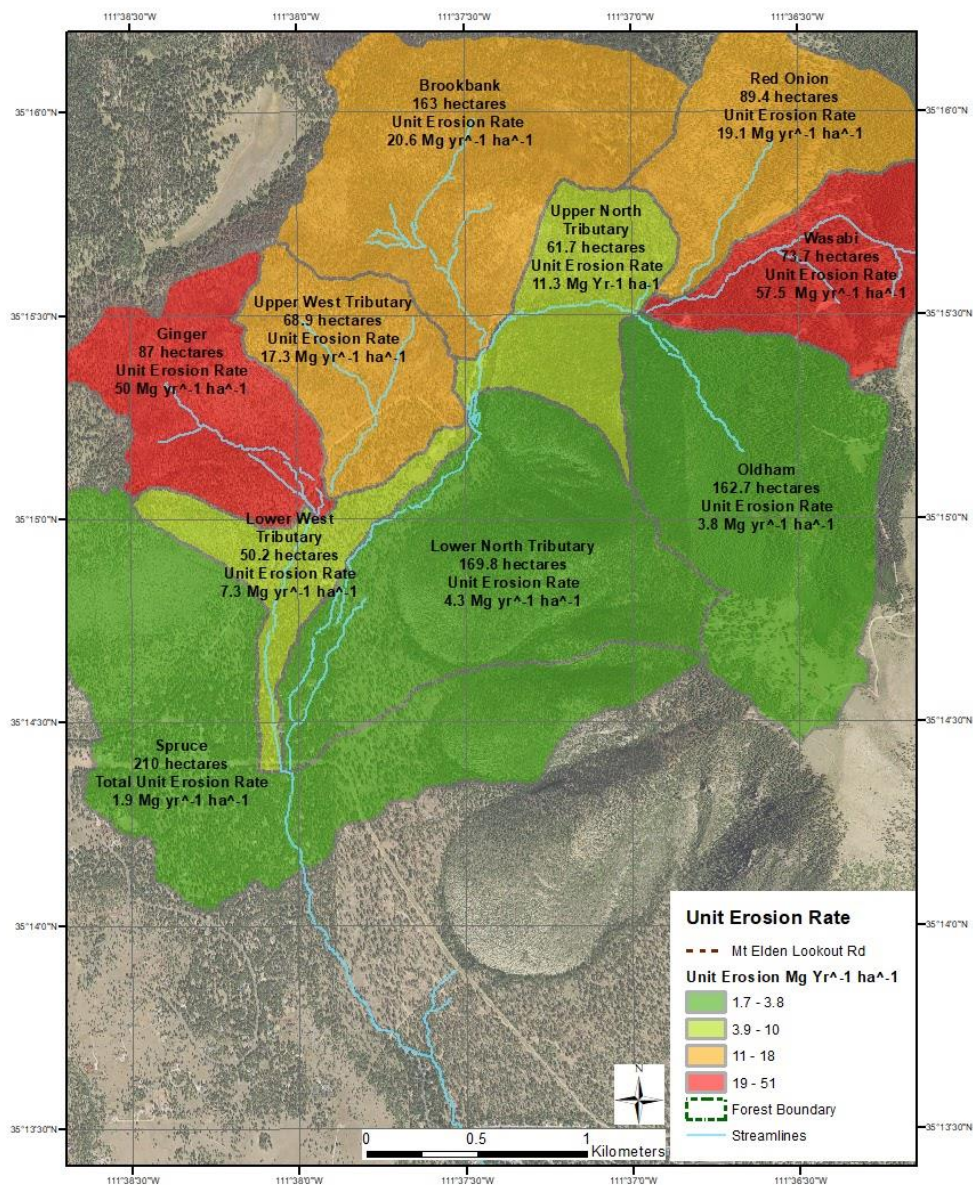 111°38'30"W 111°38'0"W 111°37'30"W 111°37'0"W 111°36'30"W
Brookbank
163 hectares
Unit Erosion Rate
20.6 Mg yr^-1 ha^-1
Red Onion
89.4 hectares
Unit Erosion Rate
19.1 Mg yr^-1 ha^-1
35°16'0"N 35°16'0"N
Upper North
Tributary
61.7 hectares
Unit Erosion Rate
11.3 Mg Yr-1 ha-1
Wasabi
73.7 hectares
Unit Erosion Rate
57.5 Mg yr^-1 ha^-1
35°15'30"N 35°15'30"N
Upper West Tributary
68.9 hectares
Unit Erosion Rate
17.3 Mg yr^-1 ha^-1
Ginger
87 hectares
Unit Erosion Rate
50 Mg yr^-1 ha^-1
Oldham
162.7 hectares
Unit Erosion Rate
3.8 Mg yr^-1 ha^-1
35°15'0"N 35°15'0"N
Lower West
Tributary
50.2 hectares
Unit Erosion Rate
7.3 Mg yr^-1 ha^-1
Lower North Tributary
169.8 hectares
Unit Erosion Rate
4.3 Mg yr^-1 ha^-1
35°14'30"N 35°14'30"N
Spruce
210 hectares
Total Unit Erosion Rate
1.9 Mg yr^-1 ha^-1
35°14'0"N 35°14'0"N
Unit Erosion Rate
Mt Elden Lookout Rd
Unit Erosion Mg Yr^-1 ha^-1
1.7 - 3.8
3.9 - 10
11 - 18
19 - 51
Forest Boundary
Streamlines
N
0 0.5 1
Kilometers
35°13'30"N 35°13'30"N
111°38'30"W 111°38'0"W 111°37'30"W 111°37'0"W 111°36'30"W